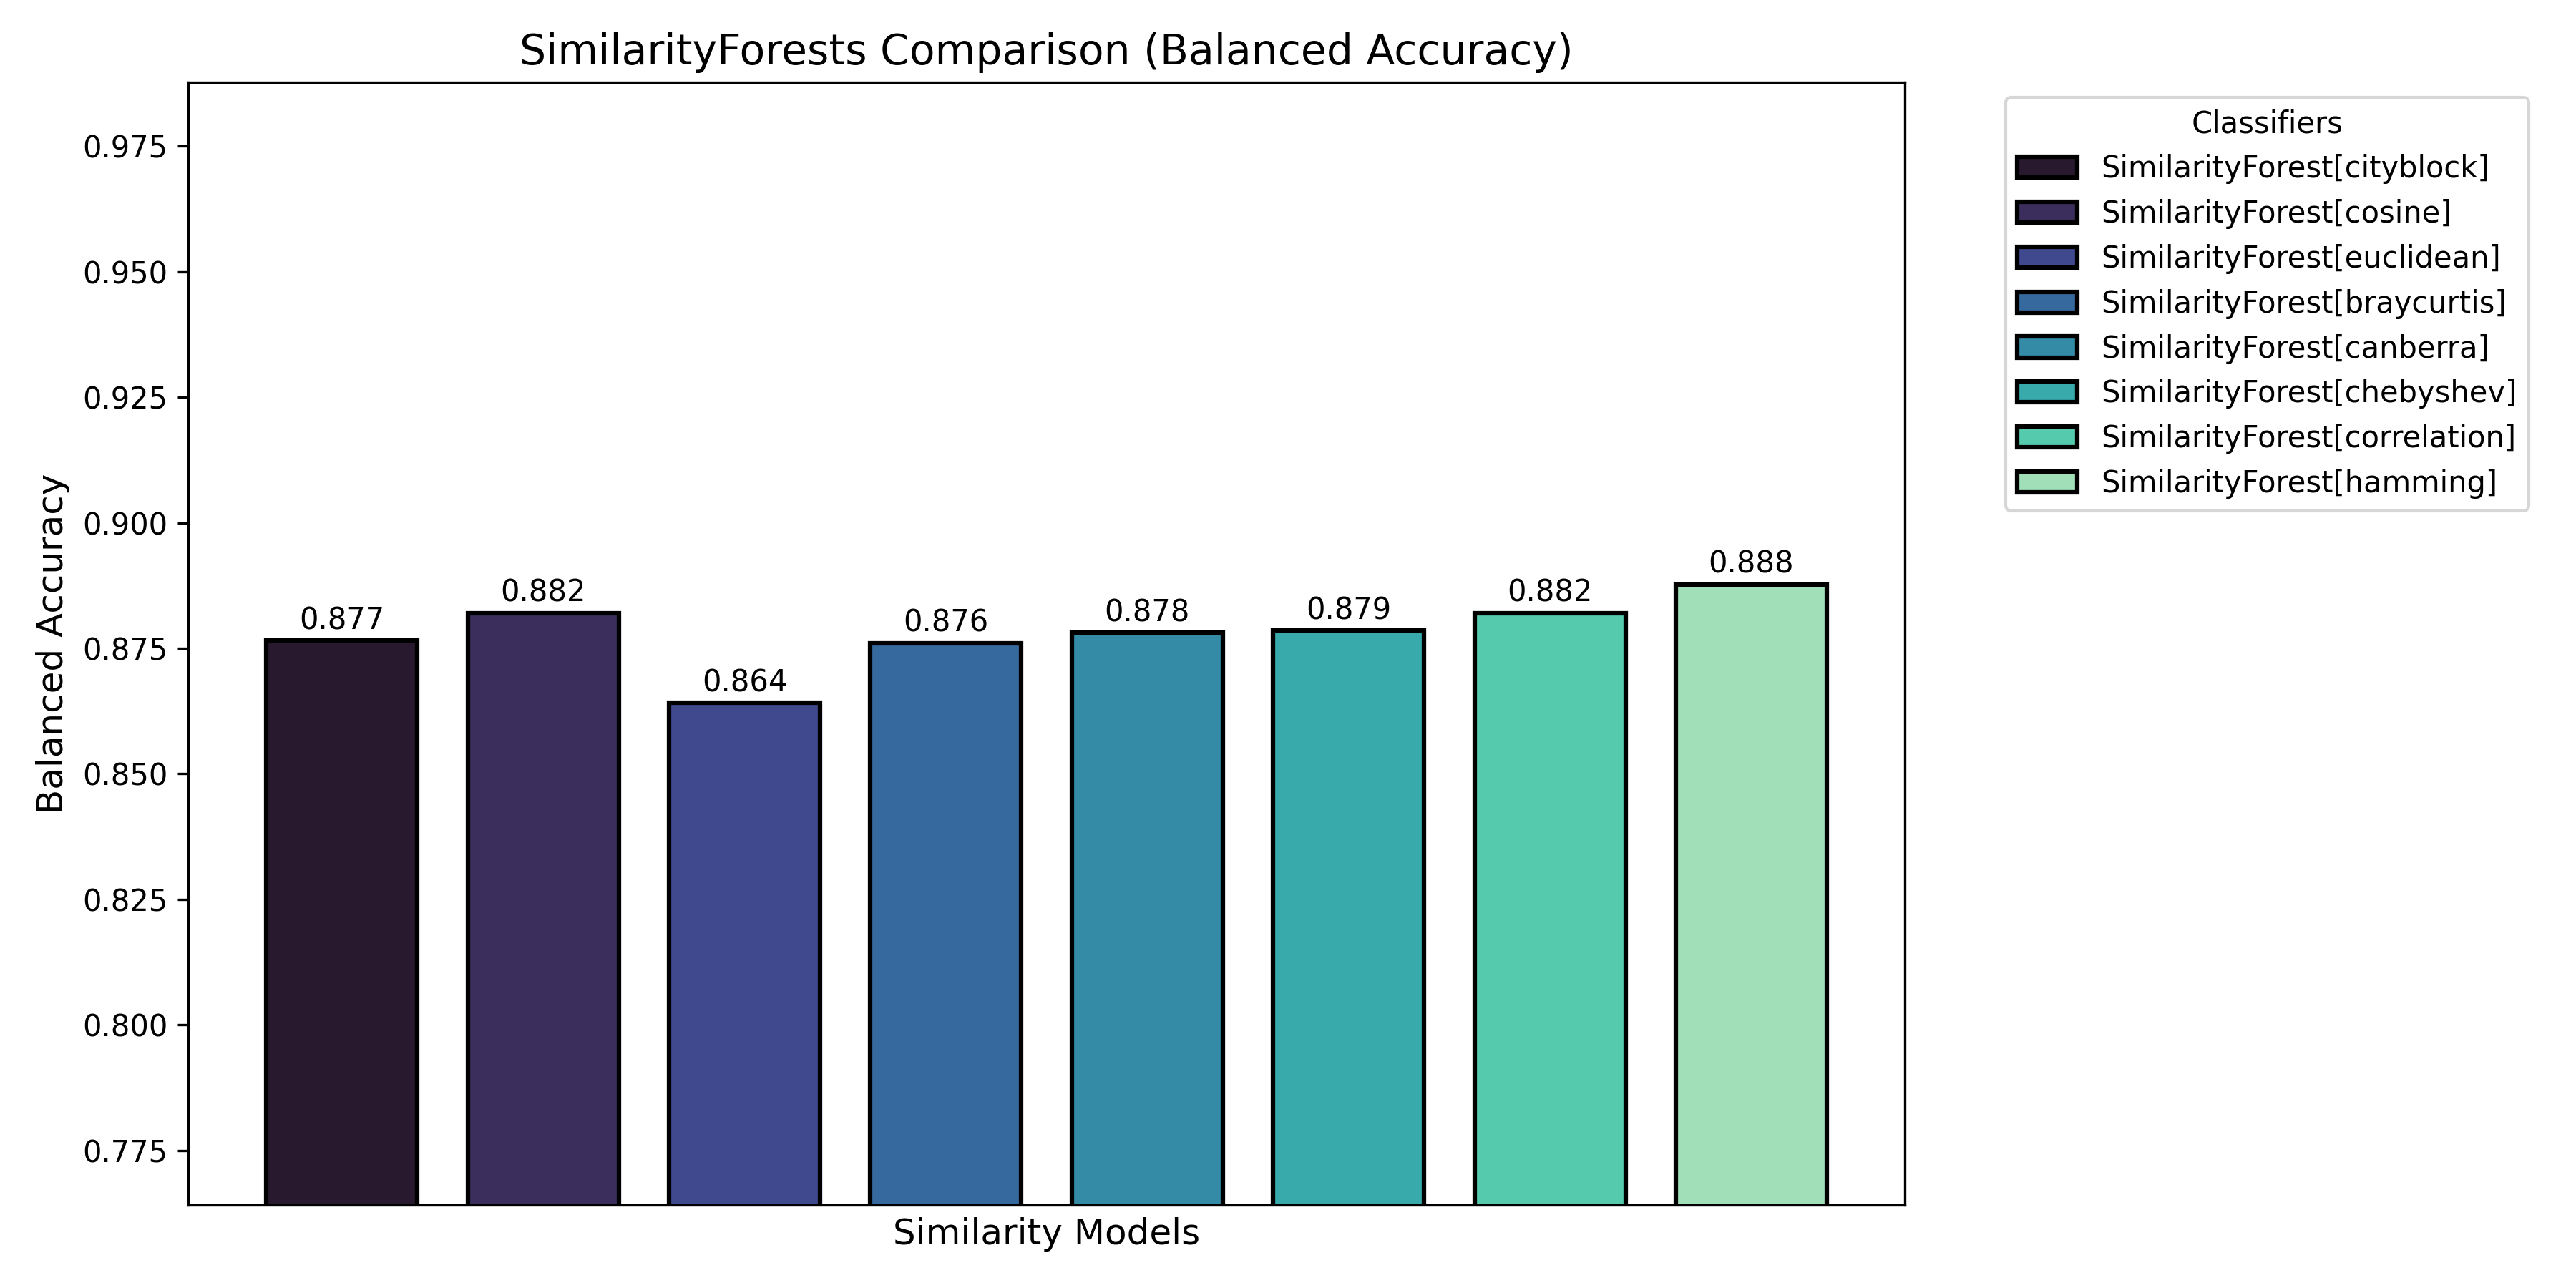 SimilarityForests Comparison (Balanced Accuracy)
Balanced Accuracy
0.975
0.950
0.925
0.900
0.875
0.850
0.825
0.800
0.775
0.877
0.882
0.864
0.876
0.878
0.879
0.882
0.888
Similarity Models
Classifiers
SimilarityForest[cityblock]
SimilarityForest[cosine]
SimilarityForest[euclidean]
SimilarityForest[braycurtis]
SimilarityForest[canberra]
SimilarityForest[chebyshev]
SimilarityForest[correlation]
SimilarityForest[hamming]